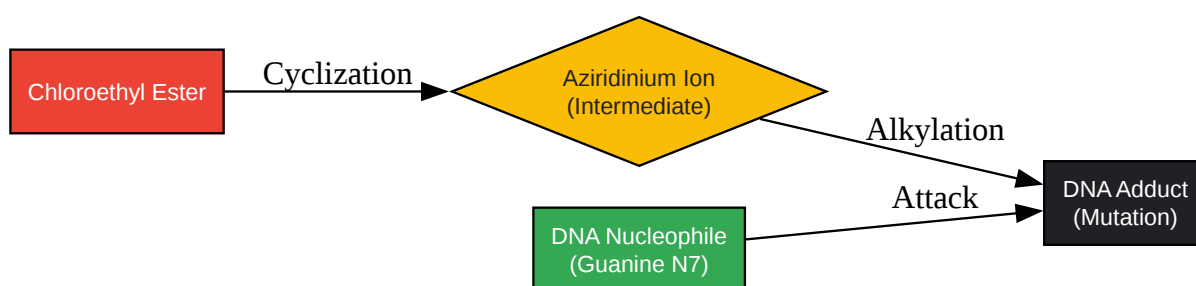 Chloroethyl Ester
Cyclization
Aziridinium Ion
(Intermediate)
Alkylation
Attack
DNA Nucleophile
(Guanine N7)
DNA Adduct
(Mutation)